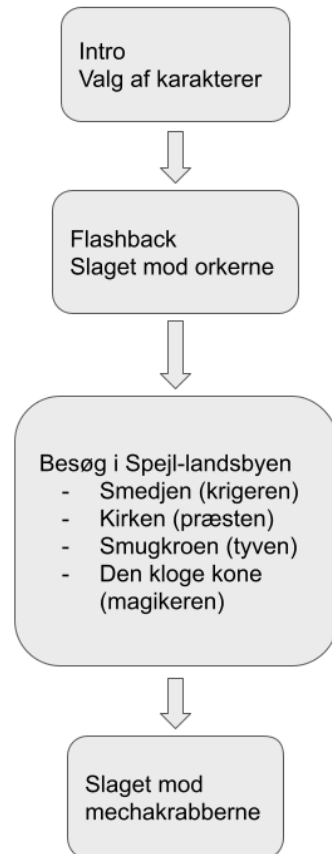 Intro
Valg af karakterer
Flashback
Slaget mod orkerne
Besøg i Spejl-landsbyen
- Smedjen (krigeren)
- Kirken (præsten)
- Smugkroen (tyven)
- Den kloge kone
(magikeren)
Slaget mod
mechakrabberne